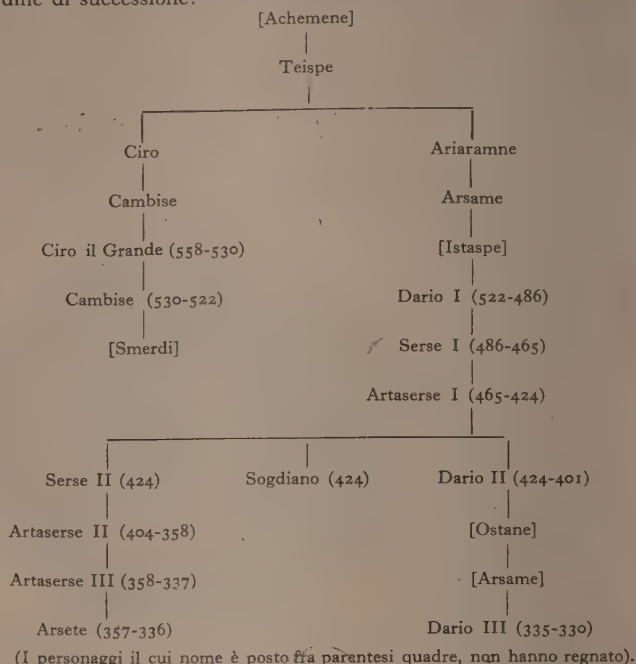 di successione:
[Achemene]
Teispe
Ciro Ariaramne
Cambise Arsame
Ciro il Grande (558-530) [Istaspe]
Cambise (530-522) Dario I (522-486)
[Smerdi] Serse I (486-465)
Artaserse I (465-424)
Serse II (424) Sogdiano (424) Dario II (424-401)
Artaserse II (404-358) [Ostane]
Artaserse III (358-337) [Arsame]
Arsete (357-336) Dario III (335-330)
(I personaggi il cui nome è posto fra parentesi quadre, non hanno regnato).